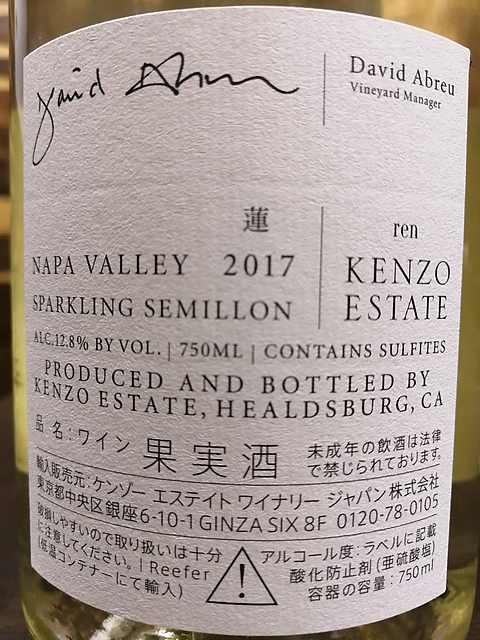 David Abreu
David Abreu
Vineyard Manager
蓮
ren
NAPA VALLEY 2017
SPARKLING SEMILLON
KENZO
ESTATE
ALC.12.8% BY VOL. | 750ML | CONTAINS SULFITES
PRODUCED AND BOTTLED BY
KENZO ESTATE, HEALDSBURG, CA
品名:ワイン 果実酒
未成年の飲酒は法律
で禁じられております。
輸入販売元:ケンゾー エステイト ワイナリー ジャパン株式会社
東京都中央区銀座6-10-1 GINZA SIX 8F 0120-78-0105
破損しやすいので取り扱いは十分
に注意してください。| Reefer
(低温コンテナーにて輸入)
!
アルコール度:ラベルに記載
酸化防止剤(亜硫酸塩)
容器の容量:750ml